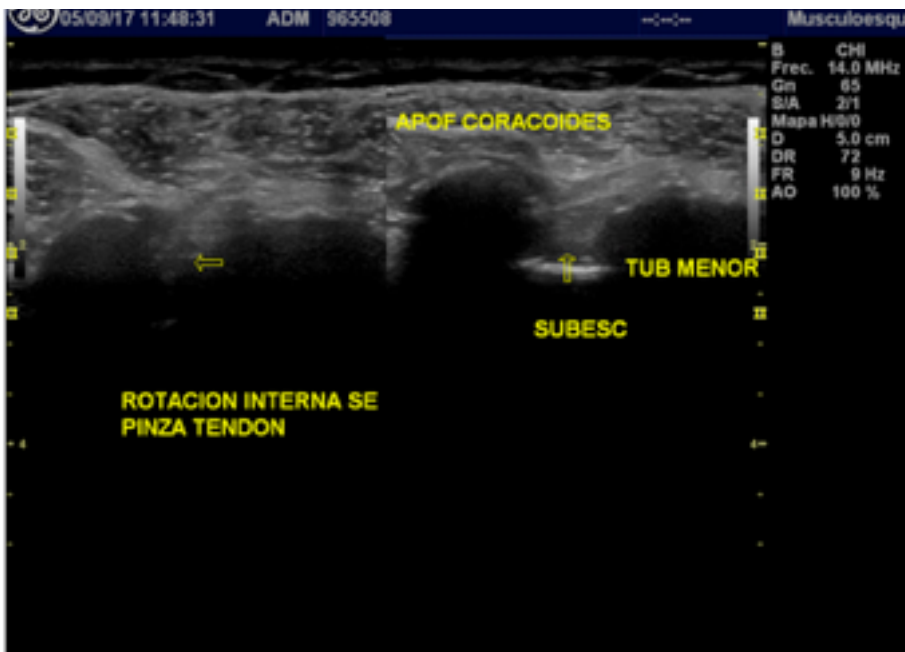 05/09/17 11:48:31 ADM 965508 --:--:-- Musculoesqu
B CHI
Frec. 14.0 MHz
Gn 65
S/A 2/1
Mapa H/0/0
D 5.0 cm
DR 72
FR 9 Hz
AO 100 %
APOF CORACOIDES
TUB MENOR
SUBESC
ROTACION INTERNA SE
PINZA TENDON
4
4